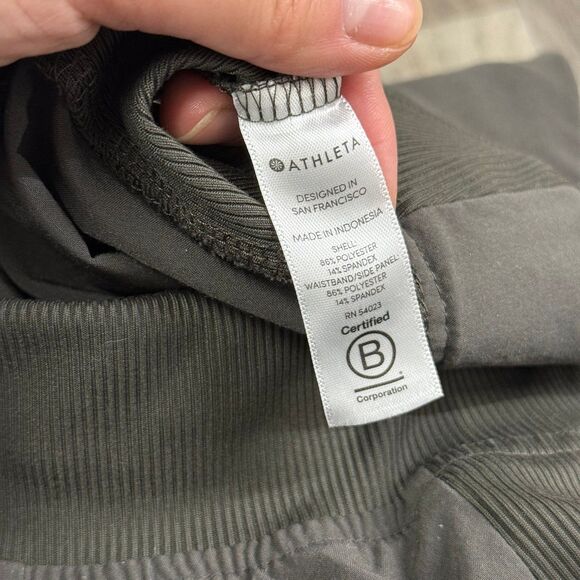 ATHLETA
DESIGNED IN
SAN FRANCISCO
MADE IN INDONESIA
SHELL:
86% POLYESTER
14% SPANDEX
WAISTBAND/SIDE PANEL
86% POLYESTER
14% SPANDEX
RN 54023
Certified
B
Corporation